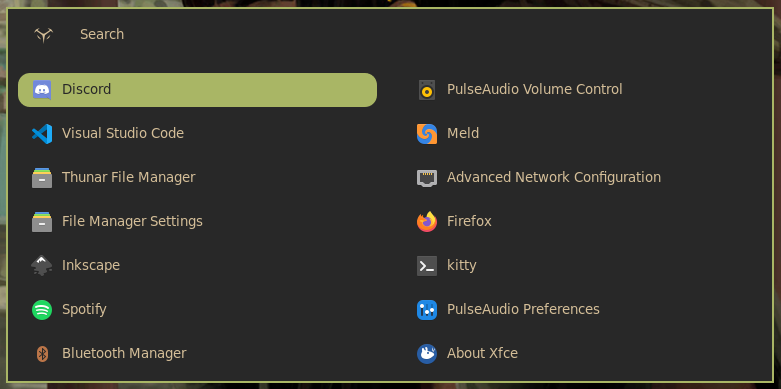 Search
Discord
Visual Studio Code
Thunar File Manager
File Manager Settings
Inkscape
Spotify
Bluetooth Manager
PulseAudio Volume Control
Meld
Advanced Network Configuration
Firefox
kitty
PulseAudio Preferences
About Xfce